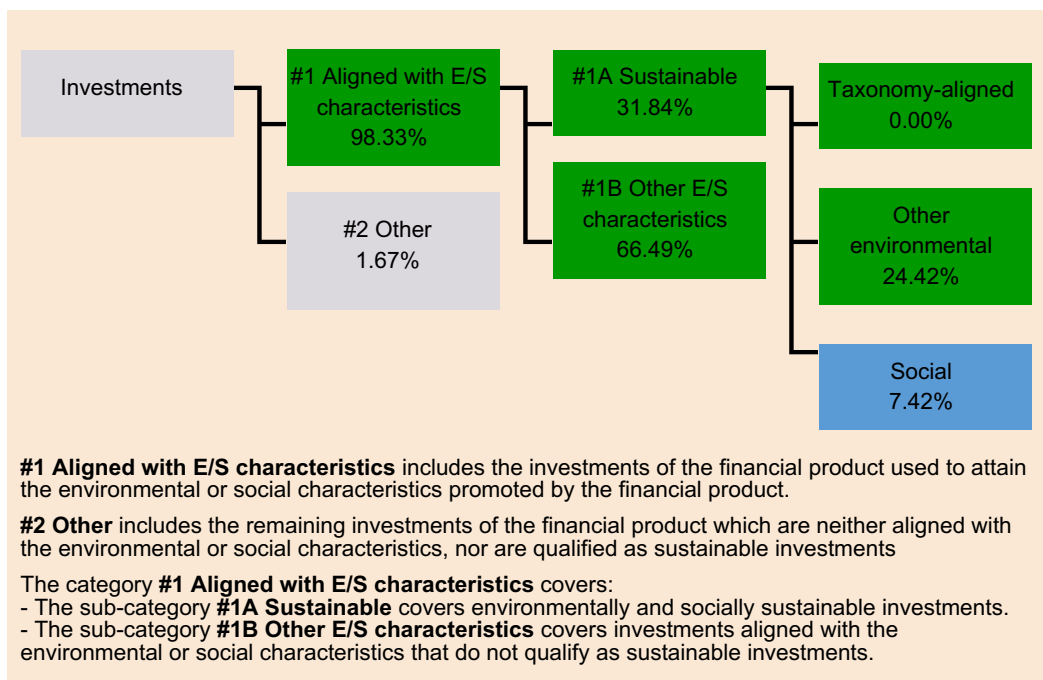 Investments
#1 Aligned with E/S
characteristics
98.33%
#2 Other
1.67%
#1A Sustainable
31.84%
#1B Other E/S
characteristics
66.49%
Taxonomy-aligned
0.00%
Other
environmental
24.42%
Social
7.42%
#1 Aligned with E/S characteristics includes the investments of the financial product used to attain
the environmental or social characteristics promoted by the financial product.
#2 Other includes the remaining investments of the financial product which are neither aligned with
the environmental or social characteristics, nor are qualified as sustainable investments
The category #1 Aligned with E/S characteristics covers:
- The sub-category #1A Sustainable covers environmentally and socially sustainable investments.
- The sub-category #1B Other E/S characteristics covers investments aligned with the
environmental or social characteristics that do not qualify as sustainable investments.